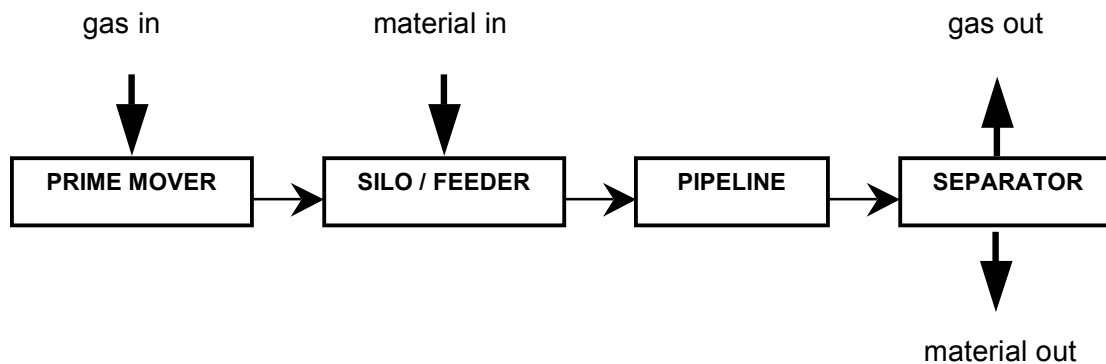 gas in
material in
gas out
PRIME MOVER
SILO / FEEDER
PIPELINE
SEPARATOR
material out